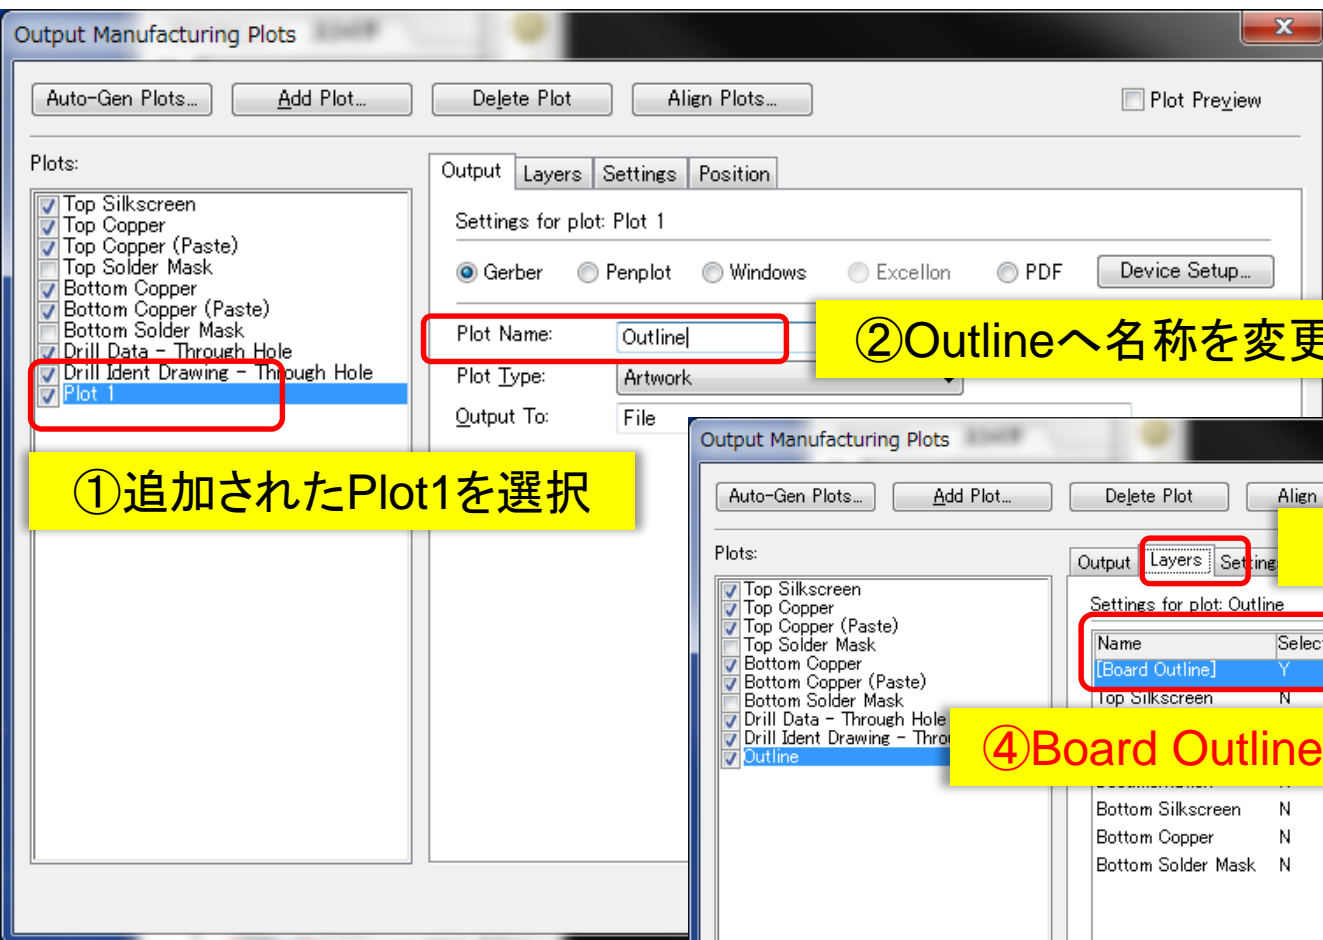 Output Manufacturing Plots
Auto-Gen Plots... Add Plot... Delete Plot Align Plots... Plot Preview
Plots:
Top Silkscreen
Top Copper
Top Copper (Paste)
Top Solder Mask
Bottom Copper
Bottom Copper (Paste)
Bottom Solder Mask
Drill Data - Through Hole
Drill Ident Drawing - Through Hole
Plot 1
①追加されたPlot1を選択
Output Layers Settings Position
Settings for plot: Plot 1
Gerber Penplot Windows Excellon PDF Device Setup...
Plot Name: Outline
②Outlineへ名称を変更
Plot Type: Artwork
Output To: File
Output Manufacturing Plots
Auto-Gen Plots... Add Plot... Delete Plot Align
Plots:
Top Silkscreen
Top Copper
Top Copper (Paste)
Top Solder Mask
Bottom Copper
Bottom Copper (Paste)
Bottom Solder Mask
Drill Data - Through Hole
Drill Ident Drawing - Thro
Outline
Output Layers Setting
Settings for plot: Outline
Name Selec
[Board Outline] Y
Top Silkscreen N
④Board Outline
Bottom Silkscreen N
Bottom Copper N
Bottom Solder Mask N